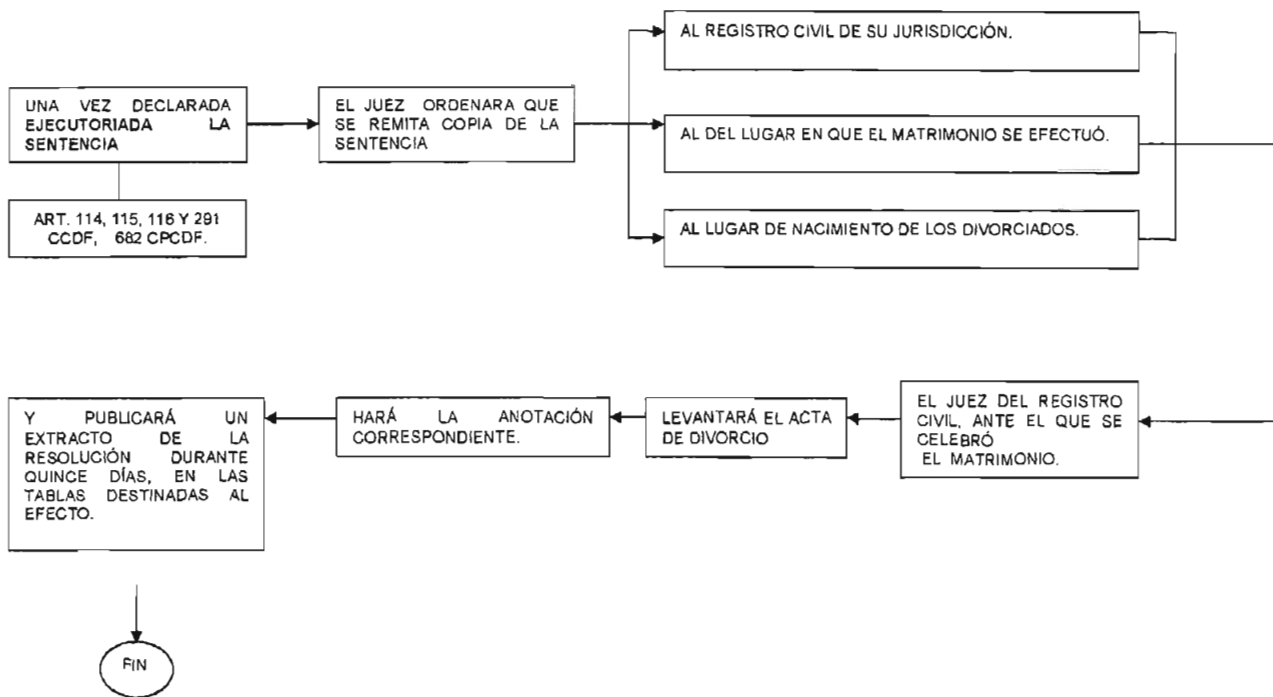 UNA VEZ DECLARADA
EJECUTORIADA LA
SENTENCIA
ART. 114, 115, 116 Y 291
CCDF, 682 CPCDF.
EL JUEZ ORDENARA QUE
SE REMITA COPIA DE LA
SENTENCIA
AL REGISTRO CIVIL DE SU JURISDICCIÓN.
AL DEL LUGAR EN QUE EL MATRIMONIO SE EFECTUÓ.
AL LUGAR DE NACIMIENTO DE LOS DIVORCIADOS.
EL JUEZ DEL REGISTRO
CIVIL, ANTE EL QUE SE
CELEBRÓ
EL MATRIMONIO.
LEVANTARÁ EL ACTA
DE DIVORCIO
HARÁ LA ANOTACIÓN
CORRESPONDIENTE.
Y PUBLICARÁ UN
EXTRACTO DE LA
RESOLUCIÓN DURANTE
QUINCE DÍAS, EN LAS
TABLAS DESTINADAS AL
EFECTO.
FIN